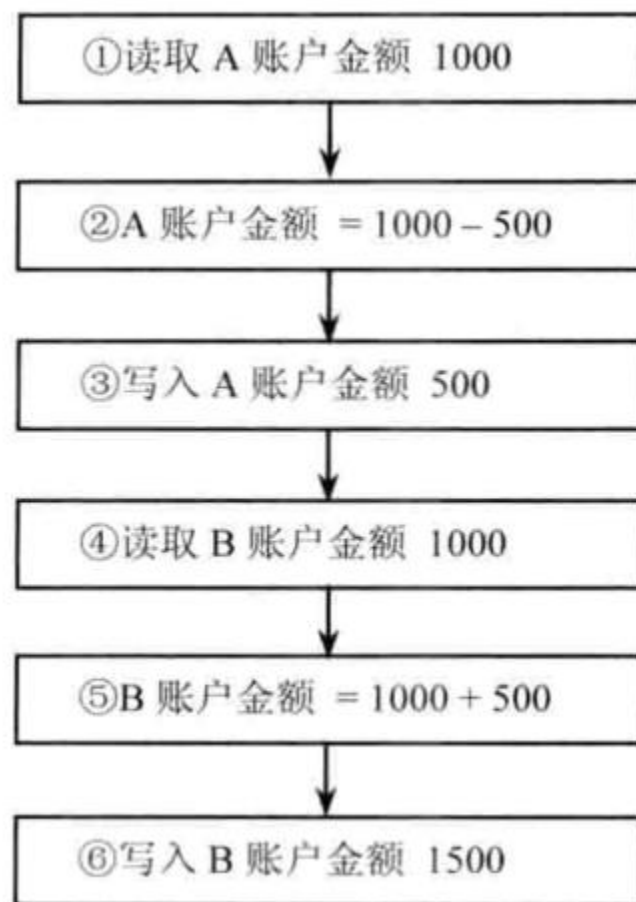 ①读取 A 账户金额 1000
②A 账户金额 = 1000 – 500
③写入 A 账户金额 500
④读取 B 账户金额 1000
⑤B 账户金额 = 1000 + 500
⑥写入 B 账户金额 1500